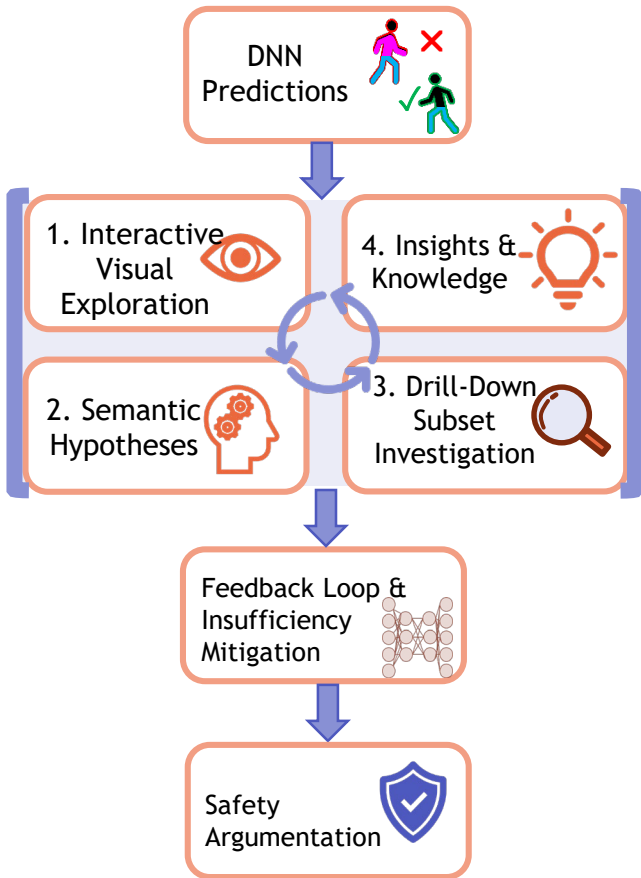 DNN
Predictions
1. Interactive
Visual
Exploration
2. Semantic
Hypotheses
3. Drill-Down
Subset
Investigation
4. Insights &
Knowledge
Feedback Loop &
Insufficiency
Mitigation
Safety
Argumentation